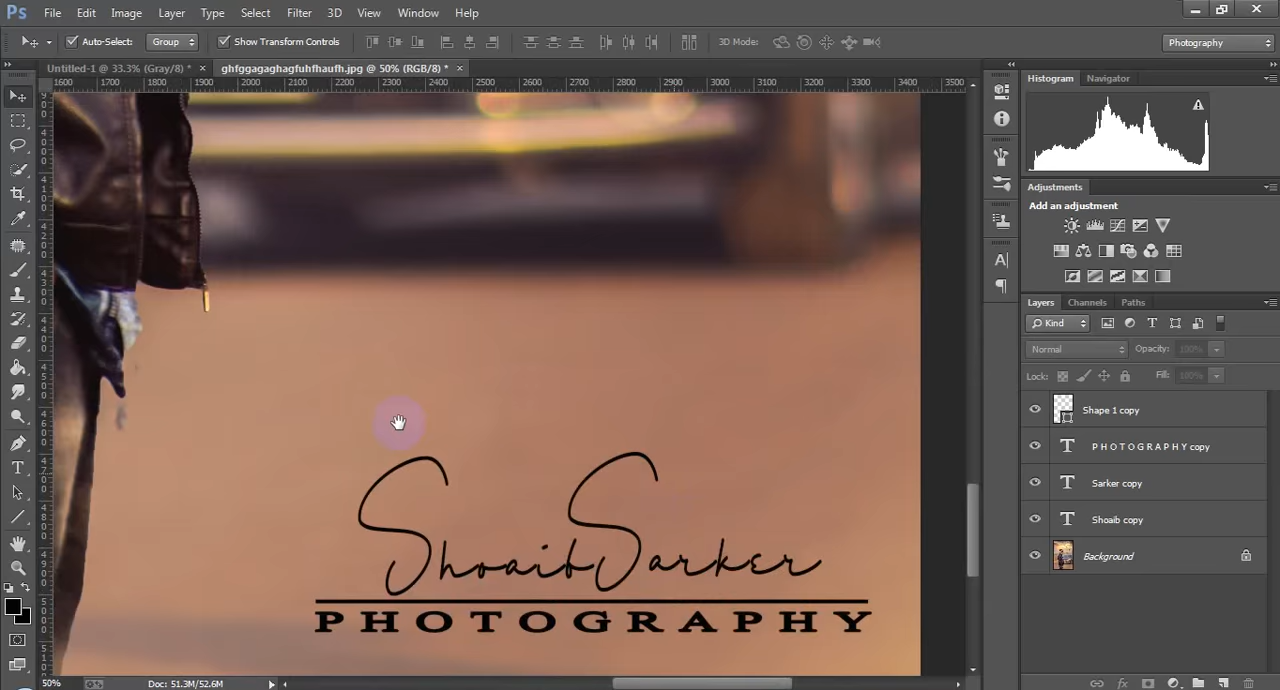 Ps File Edit Image Layer Type Select Filter 3D View Window Help
Auto-Select: Group Show Transform Controls 3D Mode: Photography
Untitled-1 @ 33.3% (Gray/8) * × ghfggagaghagfuhfhaufh.jpg @ 50% (RGB/8) * ×
1600 1700 1800 1900 2000 2100 2200 2300 2400 2500 2600 2700 2800 2900 3000 3100 3200 3300 3400 3500
Histogram Navigator
Adjustments
Add an adjustment
Layers Channels Paths
Kind
Normal Opacity: 100%
Lock: Fill: 100%
Shape 1 copy
T P H O T O G R A P H Y copy
T Sarker copy
T Shoaib copy
Background
Shoaib Sarker
PHOTOGRAPHY
50% Doc: 51.3M/52.6M